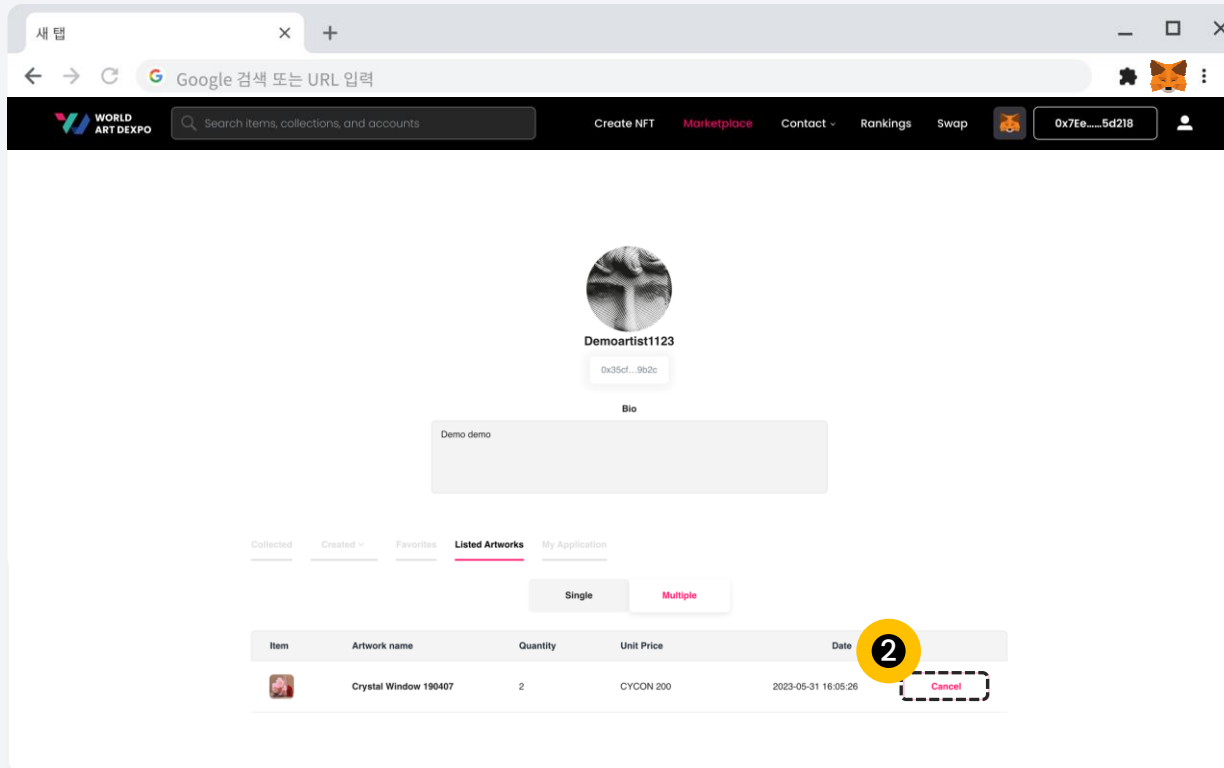 새 탭
Google 검색 또는 URL 입력
WORLD
ART DEXPO
Search items, collections, and accounts
Create NFT
Marketplace
Contact
Rankings
Swap
0x7Ee......5d218
Demoartist1123
0x35cf...9b2c
Bio
Demo demo
Collected
Created
Favorites
Listed Artworks
My Application
Single
Multiple
Item
Artwork name
Quantity
Unit Price
Date
2
Crystal Window 190407
2
CYCON 200
2023-05-31 16:05:26
Cancel